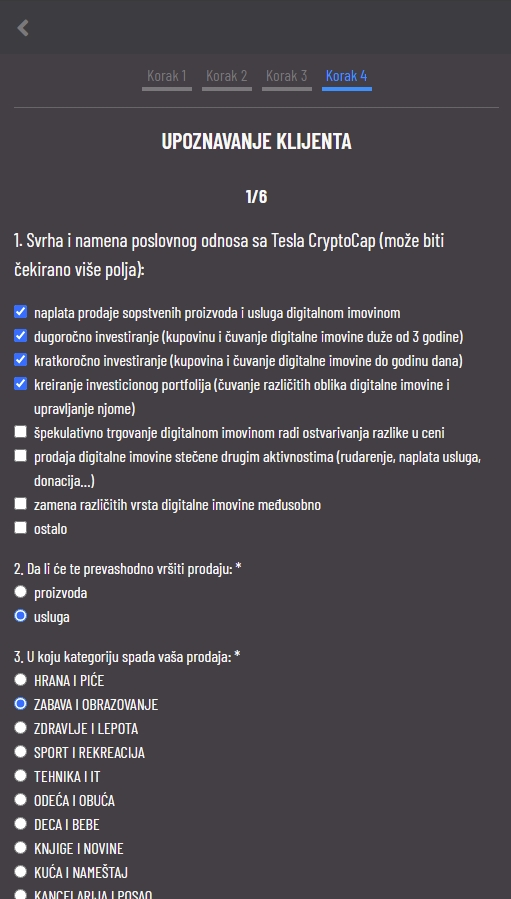 Korak 1 Korak 2 Korak 3 Korak 4
UPOZNAVANJE KLIJENTA
1/6
1. Svrha i namena poslovnog odnosa sa Tesla CryptoCap (može biti
čekirano više polja):
naplata prodaje sopstvenih proizvoda i usluga digitalnom imovinom
dugoročno investiranje (kupovinu i čuvanje digitalne imovine duže od 3 godine)
kratkoročno investiranje (kupovina i čuvanje digitalne imovine do godinu dana)
kreiranje investicionog portfolija (čuvanje različitih oblika digitalne imovine i
upravljanje njome)
špekulativno trgovanje digitalnom imovinom radi ostvarivanja razlike u ceni
prodaja digitalne imovine stečene drugim aktivnostima (rudarenje, naplata usluga,
donacija...)
zamena različitih vrsta digitalne imovine međusobno
ostalo
2. Da li će te prevashodno vršiti prodaju: *
proizvoda
usluga
3. U koju kategoriju spada vaša prodaja: *
HRANA I PIĆE
ZABAVA I OBRAZOVANJE
ZDRAVLJE I LEPOTA
SPORT I REKREACIJA
TEHNIKA I IT
ODEĆA I OBUĆA
DECA I BEBE
KNJIGE I NOVINE
KUĆA I NAMEŠTAJ
KANCELARIJA I POSAO